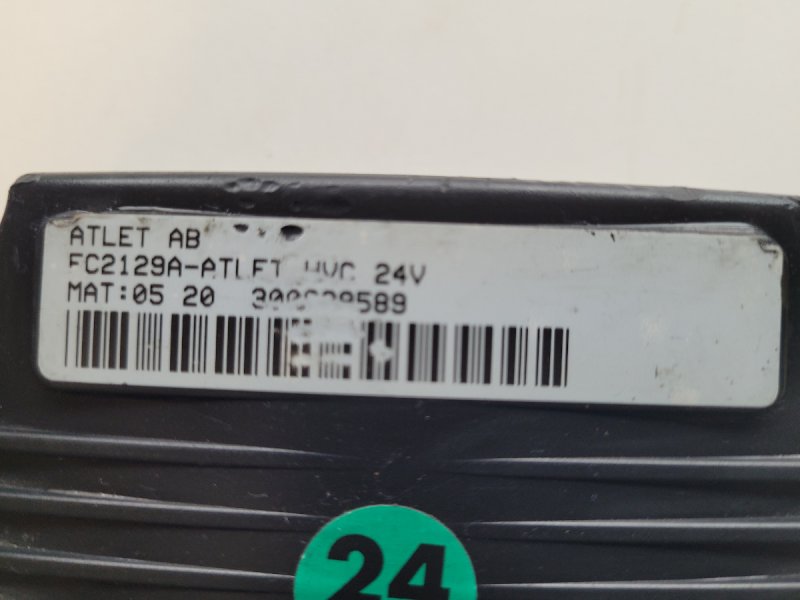 ATLET AB
FC2129A-ATLET HVC 24V
MAT:05 20
24